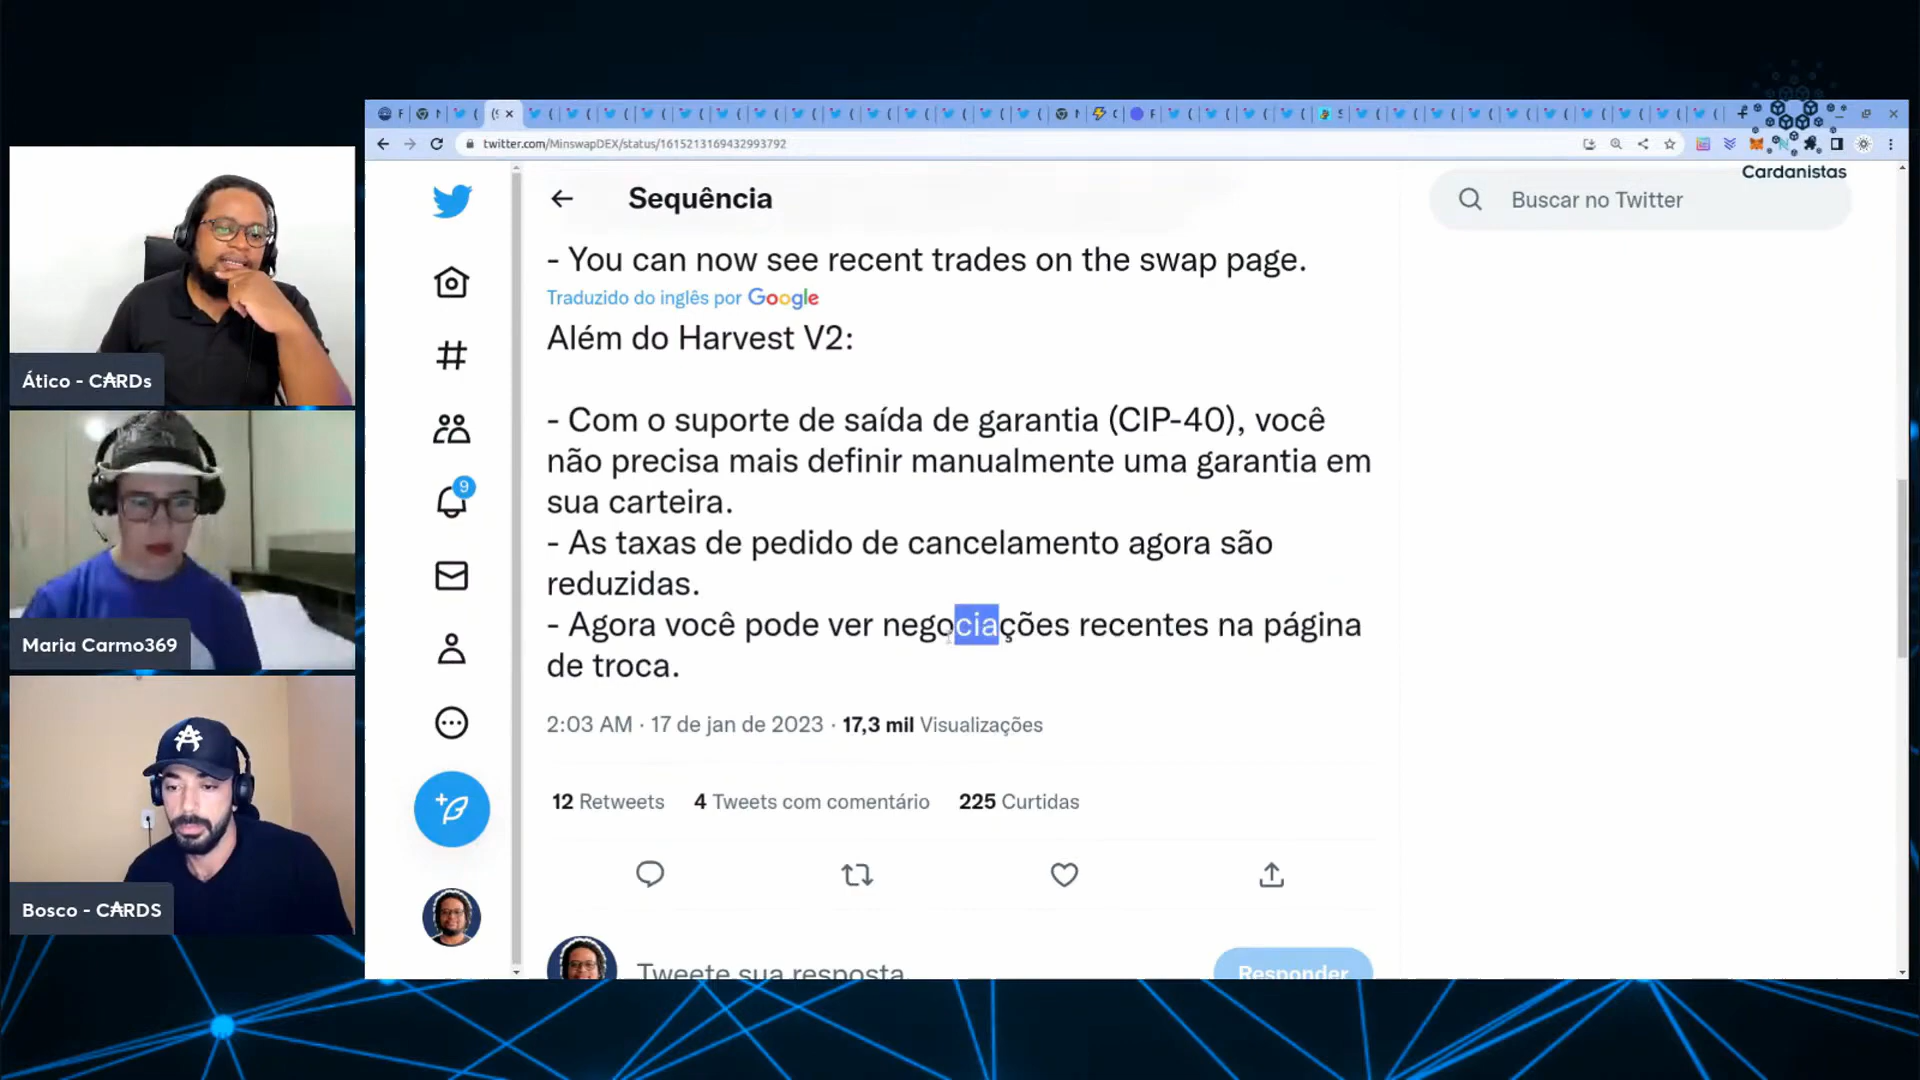 Cardanistas
twitter.com/MinswapDEX/status/1615213169432993792
Sequência
Buscar no Twitter
- You can now see recent trades on the swap page.
Traduzido do inglês por Google
Além do Harvest V2:
- Com o suporte de saída de garantia (CIP-40), você
não precisa mais definir manualmente uma garantia em
sua carteira.
- As taxas de pedido de cancelamento agora são
reduzidas.
- Agora você pode ver negociações recentes na página
de troca.
2:03 AM · 17 de jan de 2023 · 17,3 mil Visualizações
12 Retweets 4 Tweets com comentário 225 Curtidas
Tweete sua resposta
Responder
9
Ático - C₳RDs
Maria Carmo369
Bosco - C₳RDS